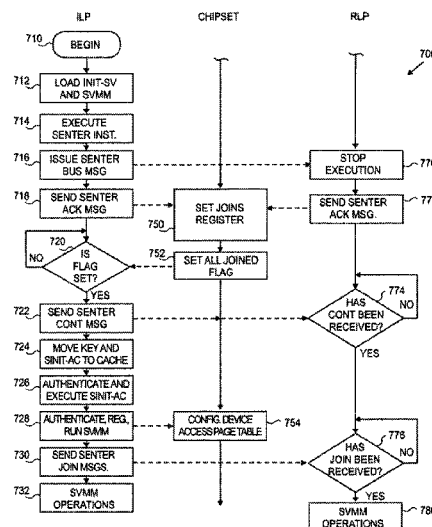 ILP
CHIPSET
RLP
710
BEGIN
712
LOAD INIT-SV
AND SVMM
714
EXECUTE
SENTER INST.
716
ISSUE SENTER
BUS MSG
718
SEND SENTER
ACK MSG
720
IS
FLAG
SET?
NO
YES
722
SEND SENTER
CONT MSG
724
MOVE KEY AND
SINIT-AC TO CACHE
726
AUTHENTICATE AND
EXECUTE SINIT-AC
728
AUTHENTICATE, REG,
RUN SVMM
730
SEND SENTER
JOIN MSGS.
732
SVMM
OPERATIONS
750
SET JOINS
REGISTER
752
SET ALL JOINED
FLAG
CONFIG. DEVICE
ACCESS PAGE TABLE
754
STOP
EXECUTION
SEND SENTER
ACK MSG.
774
HAS
CONT BEEN
RECEIVED?
NO
YES
776
HAS
JOIN BEEN
RECEIVED?
NO
YES
SVMM
OPERATIONS